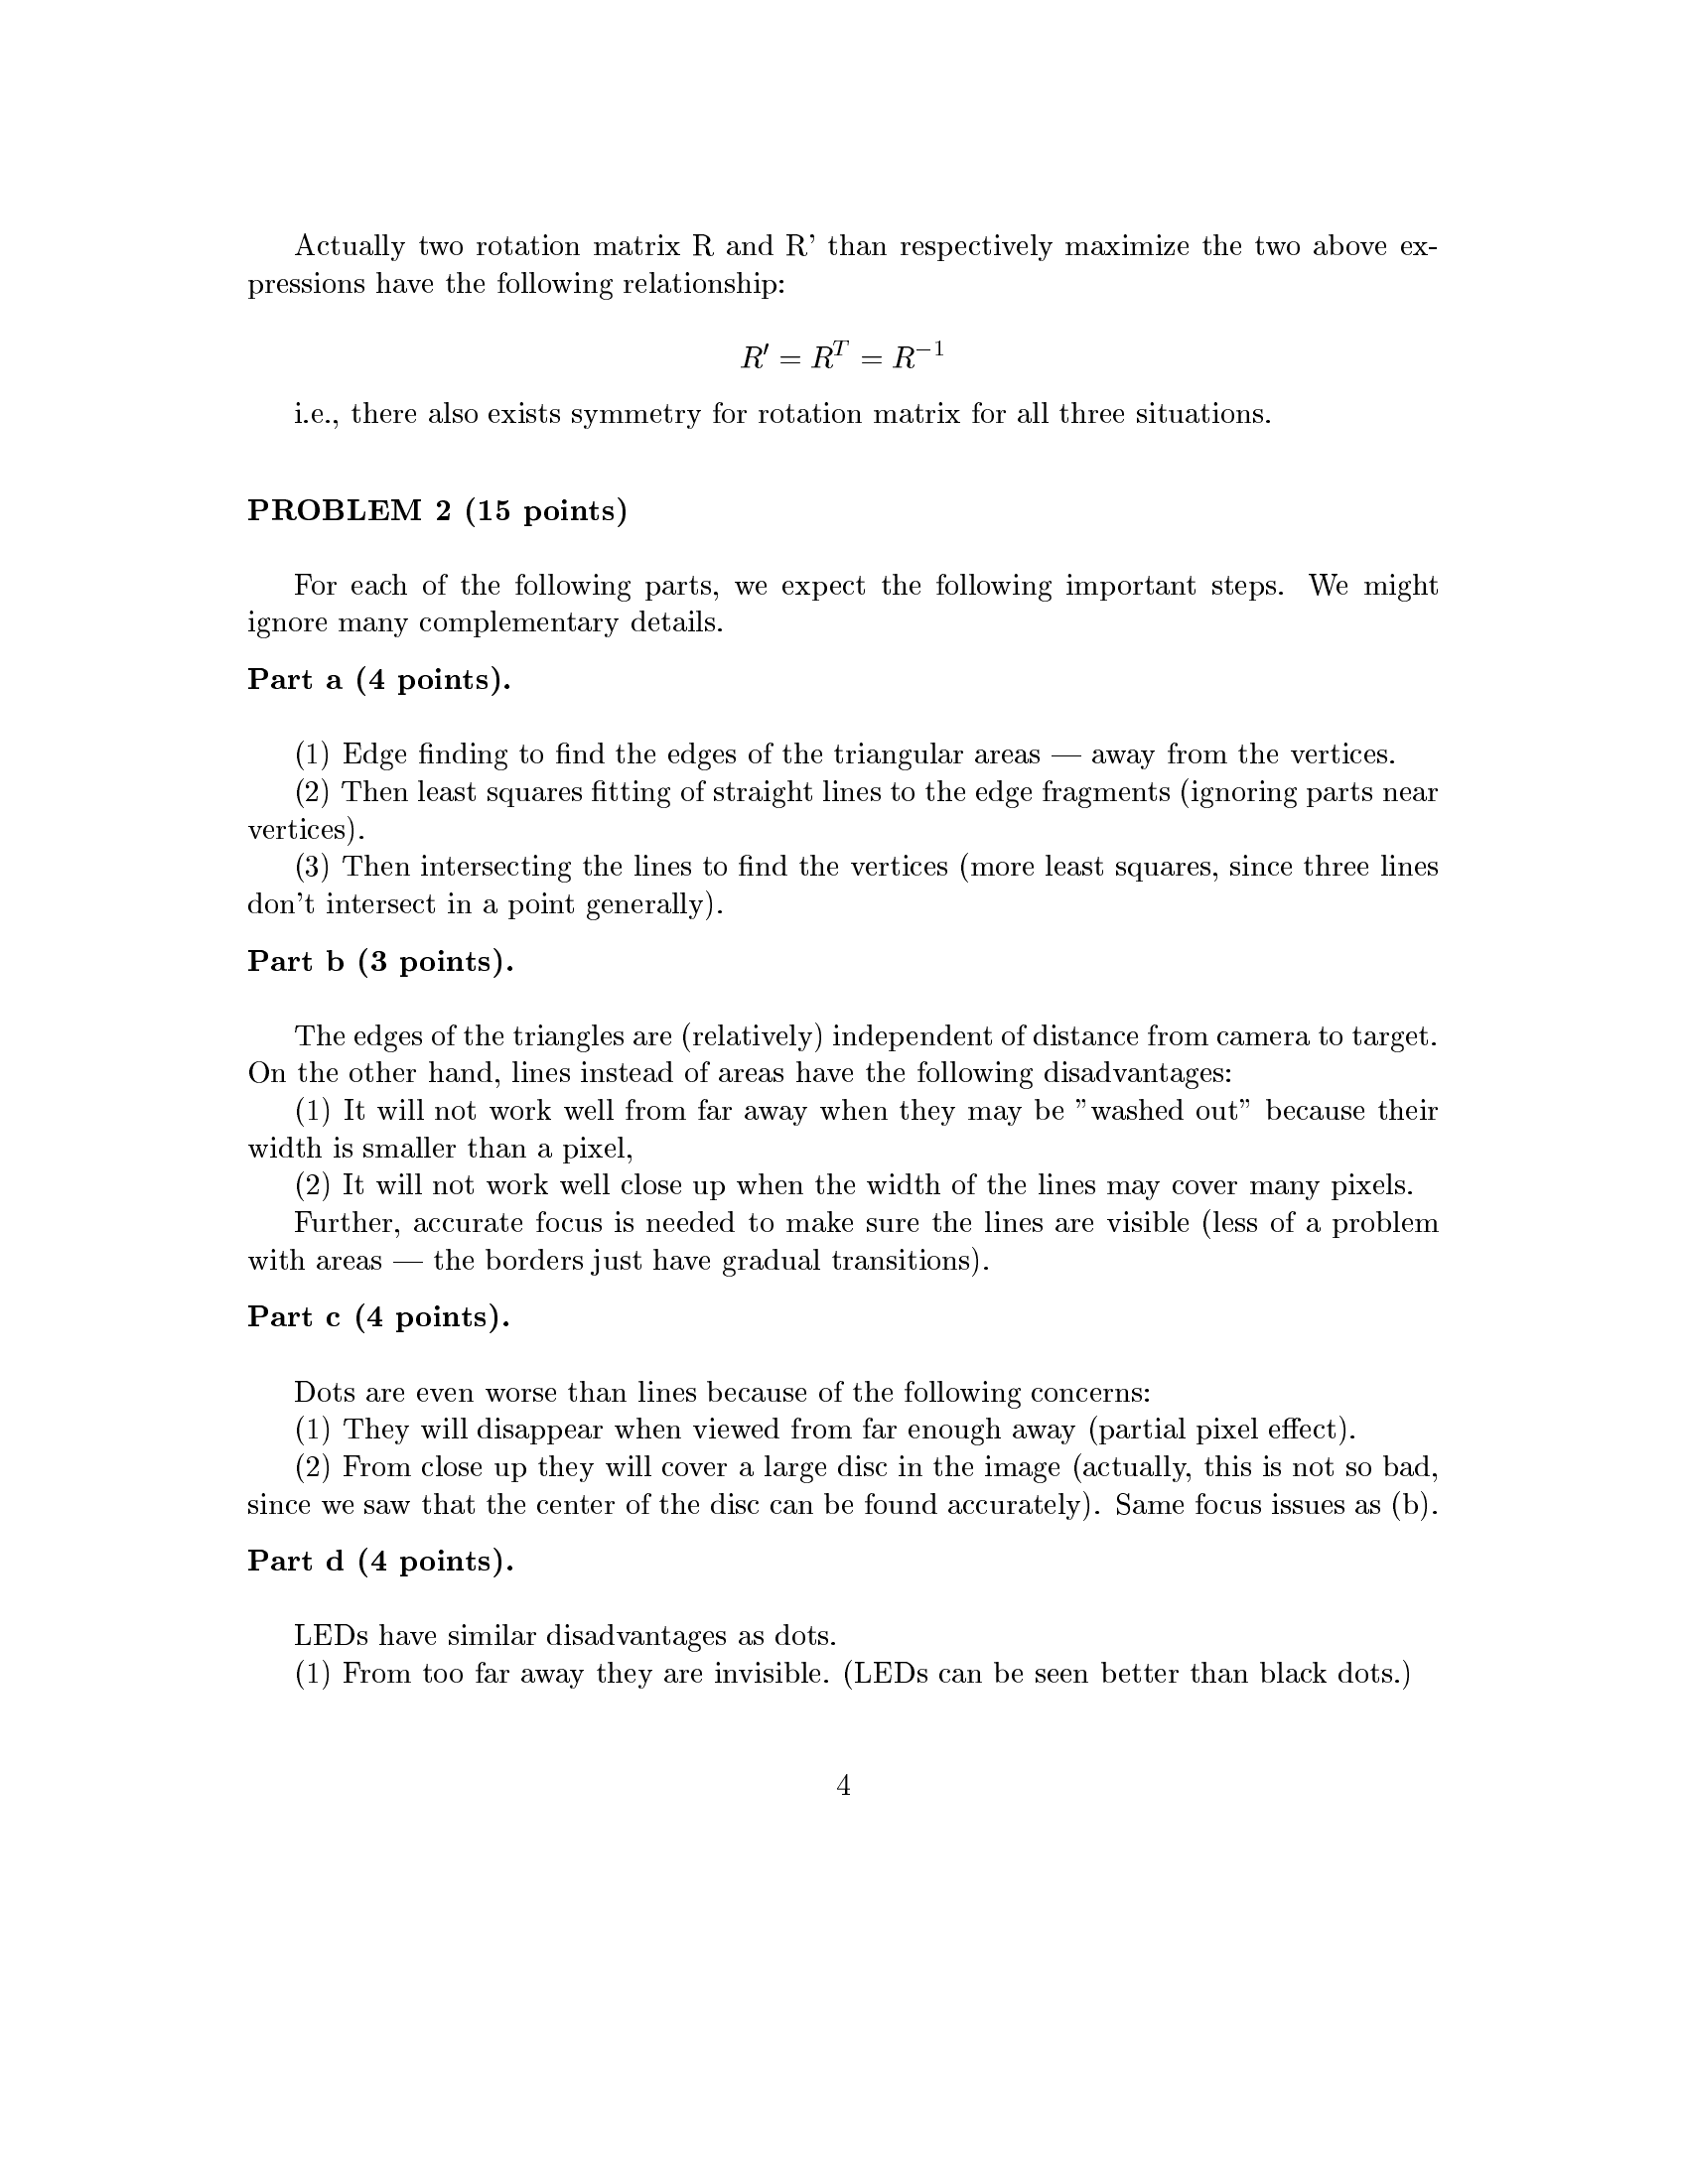 Actually two rotation matrix R and R' than respectively maximize the two above ex-
pressions have the following relationship:
R′ = R^T = R^{−1}
i.e., there also exists symmetry for rotation matrix for all three situations.
PROBLEM 2 (15 points)
For each of the following parts, we expect the following important steps. We might
ignore many complementary details.
Part a (4 points).
(1) Edge finding to find the edges of the triangular areas — away from the vertices.
(2) Then least squares fitting of straight lines to the edge fragments (ignoring parts near
vertices).
(3) Then intersecting the lines to find the vertices (more least squares, since three lines
don't intersect in a point generally).
Part b (3 points).
The edges of the triangles are (relatively) independent of distance from camera to target.
On the other hand, lines instead of areas have the following disadvantages:
(1) It will not work well from far away when they may be ”washed out” because their
width is smaller than a pixel,
(2) It will not work well close up when the width of the lines may cover many pixels.
Further, accurate focus is needed to make sure the lines are visible (less of a problem
with areas — the borders just have gradual transitions).
Part c (4 points).
Dots are even worse than lines because of the following concerns:
(1) They will disappear when viewed from far enough away (partial pixel effect).
(2) From close up they will cover a large disc in the image (actually, this is not so bad,
since we saw that the center of the disc can be found accurately). Same focus issues as (b).
Part d (4 points).
LEDs have similar disadvantages as dots.
(1) From too far away they are invisible. (LEDs can be seen better than black dots.)
4